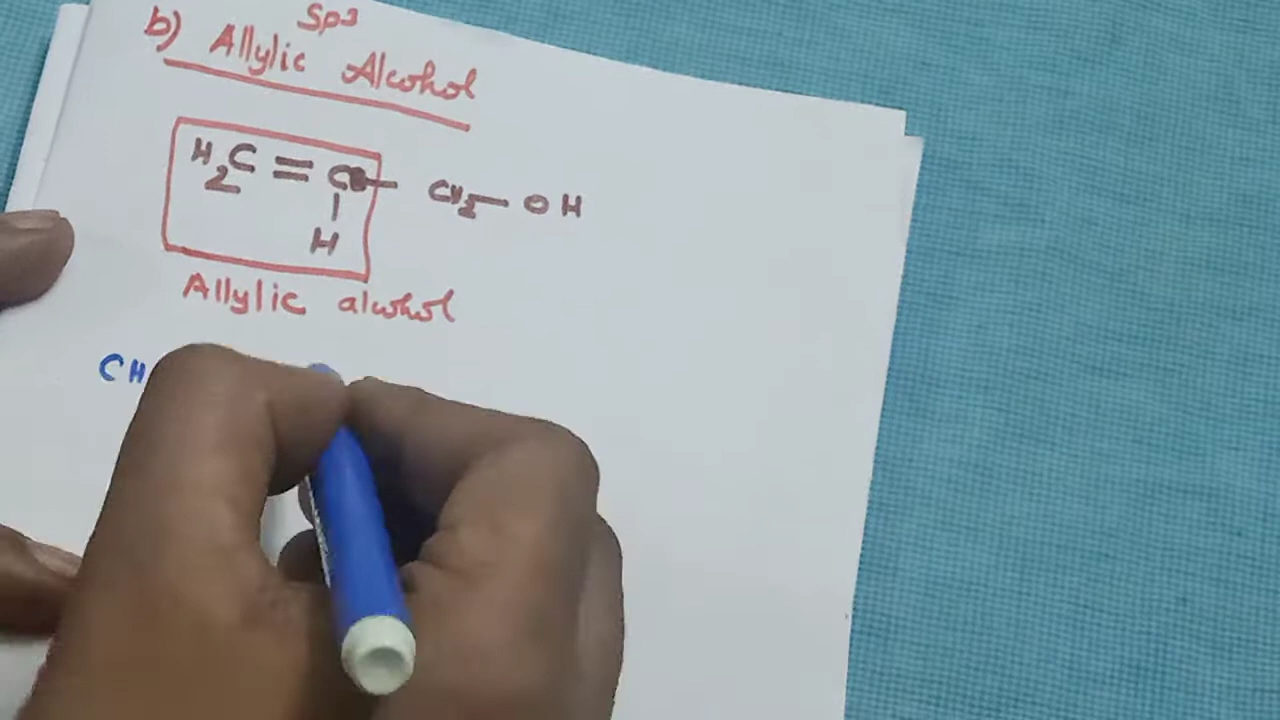 Sp3
b) Allylic Alcohol
H2C = C - CH2 - OH
|
H
Allylic alcohol
CH